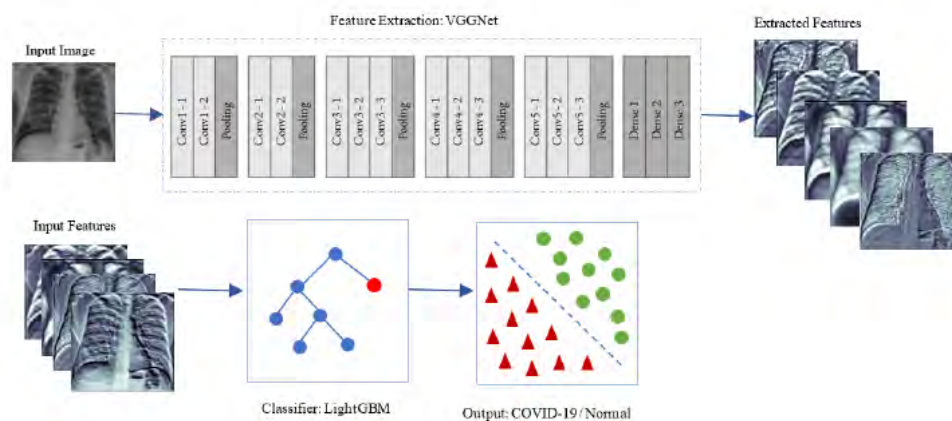 Feature Extraction: VGGNet
Extracted Features
Input Image
Conv1 - 1
Conv1 - 2
Pooling
Conv2 - 1
Conv2 - 2
Pooling
Conv3 - 1
Conv3 - 2
Conv3 - 3
Pooling
Conv4 - 1
Conv4 - 2
Conv4 - 3
Pooling
Conv5 - 1
Conv5 - 2
Conv5 - 3
Pooling
Dense 1
Dense 2
Dense 3
Input Features
Classifier: LightGBM
Output: COVID-19 / Normal